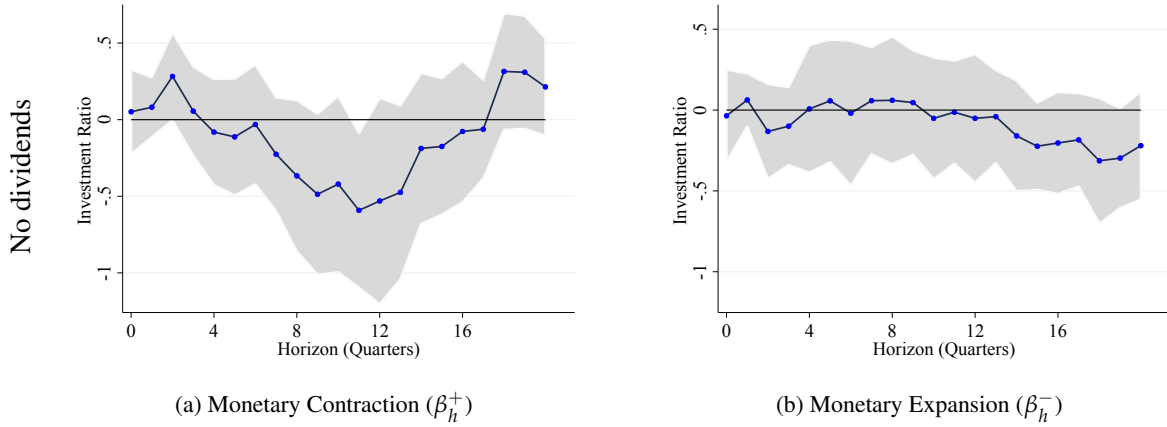 No dividends
Investment Ratio
.5
0
-.5
-1
0 4 8 12 16
Horizon (Quarters)
(a) Monetary Contraction (β_h^+)
Investment Ratio
.5
0
-.5
-1
0 4 8 12 16
Horizon (Quarters)
(b) Monetary Expansion (β_h^-)